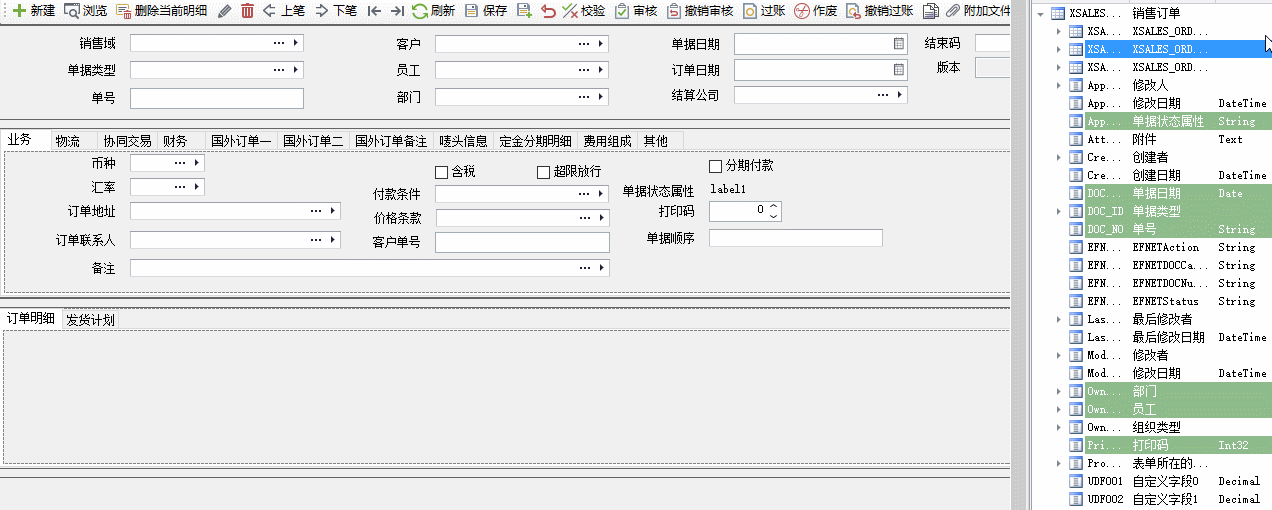 新建 浏览 删除当前明细 上笔 下笔 刷新 保存 校验 审核 撤销审核 过账 作废 撤销过账 附加文件
销售域 客户 单据日期 结束码
单据类型 员工 订单日期 版本
单号 部门 结算公司
业务 物流 协同交易 财务 国外订单一 国外订单二 国外订单备注 唛头信息 定金分期明细 费用组成 其他
币种 含税 超限放行 分期付款
汇率 付款条件 单据状态属性 label1
订单地址 价格条款 打印码 0
订单联系人 客户单号 单据顺序
备注
订单明细 发货计划
XSALES... 销售订单
XSA... XSALES_ORD...
XSA... XSALES_ORD...
XSA... XSALES_ORD...
App... 修改人
App... 修改日期 DateTime
App... 单据状态属性 String
Att... 附件 Text
Cre... 创建者
Cre... 创建日期 DateTime
DOC... 单据日期 Date
DOC_ID 单据类型
DOC_NO 单号 String
EFN... EFNETAction String
EFN... EFNETDOCCa... String
EFN... EFNETDOCNu... String
EFN... EFNETStatus String
Las... 最后修改者
Las... 最后修改日期 DateTime
Mod... 修改者
Mod... 修改日期 DateTime
Own... 部门
Own... 员工
Own... 组织类型
Pri... 打印码 Int32
Pro... 表单所在的...
UDF001 自定义字段0 Decimal
UDF002 自定义字段1 Decimal